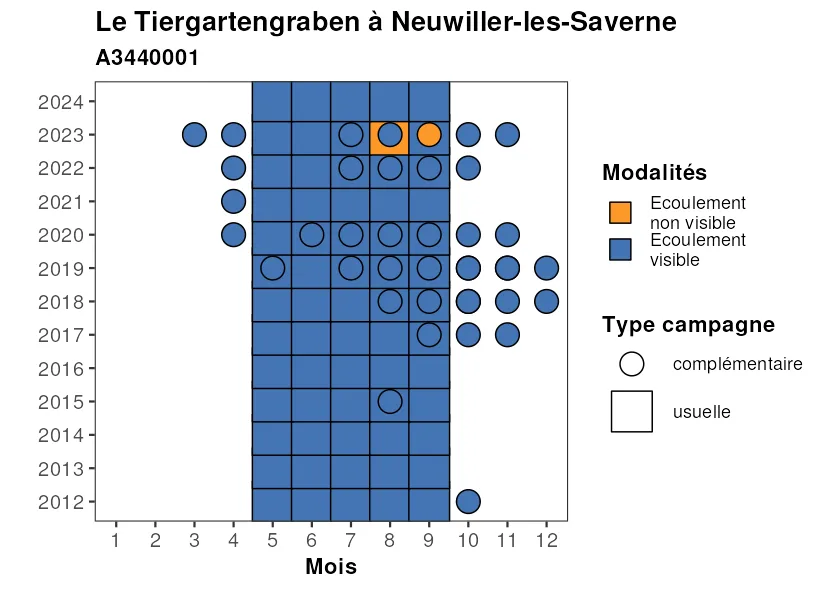 Le Tiergartengraben à Neuwiller-les-Saverne
A3440001
2024
2023
2022
2021
2020
2019
2018
2017
2016
2015
2014
2013
2012
1 2 3 4 5 6 7 8 9 10 11 12
Mois
Modalités
Ecoulement
non visible
Ecoulement
visible
Type campagne
complémentaire
usuelle